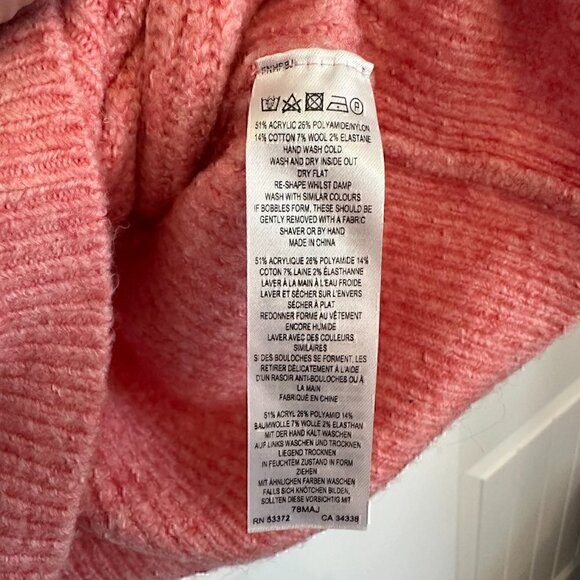 51% ACRYLIC 26% POLYAMIDE/NYLON
14% COTTON 7% WOOL 2% ELASTANE
HAND WASH COLD
WASH AND DRY INSIDE OUT
DRY FLAT
RE-SHAPE WHILST DAMP
WASH WITH SIMILAR COLOURS
IF BOBBLES FORM, THESE SHOULD BE
GENTLY REMOVED WITH A FABRIC
SHAVER OR BY HAND
MADE IN CHINA
51% ACRYLIQUE 26% POLYAMIDE 14%
COTON 7% LAINE 2% ÉLASTHANNE
LAVER À LA MAIN À L'EAU FROIDE
LAVER ET SÉCHER SUR L'ENVERS
SÉCHER À PLAT
REDONNER FORME AU VÊTEMENT
ENCORE HUMIDE
LAVER AVEC DES COULEURS
SIMILAIRES
SI DES BOULOCHES SE FORMENT, LES
RETIRER DÉLICATEMENT À L'AIDE
D'UN RASOIR ANTI-BOULOCHES OU À
LA MAIN
FABRIQUÉ EN CHINE
51% ACRYL 26% POLYAMID 14%
BAUMWOLLE 7% WOLLE 2% ELASTHAN
MIT DER HAND KALT WASCHEN
AUF LINKS WASCHEN UND TROCKNEN
LIEGEND TROCKNEN
IN FEUCHTEM ZUSTAND IN FORM
ZIEHEN
MIT ÄHNLICHEN FARBEN WASCHEN
FALLS SICH KNÖTCHEN BILDEN,
SOLLTEN DIESE VORSICHTIG MIT
78MAJ
RN 53372 CA 34338